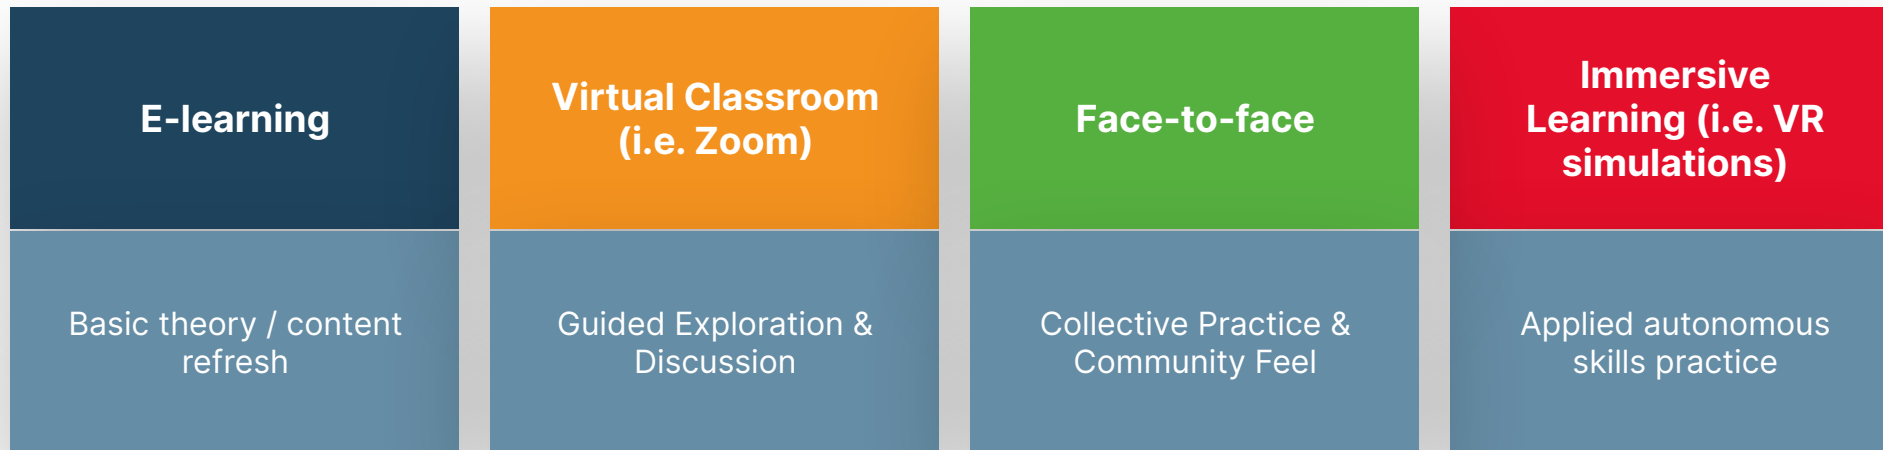 E-learning
Virtual Classroom
(i.e. Zoom)
Face-to-face
Immersive
Learning (i.e. VR
simulations)
Basic theory / content
refresh
Guided Exploration &
Discussion
Collective Practice &
Community Feel
Applied autonomous
skills practice